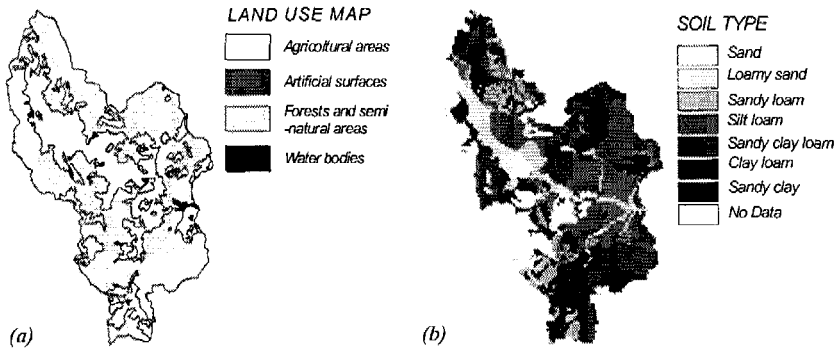 LAND USE MAP
Agricoltural areas
Artificial surfaces
Forests and semi
-natural areas
Water bodies
(a)
SOIL TYPE
Sand
Loamy sand
Sandy loam
Silt loam
Sandy clay loam
Clay loam
Sandy clay
No Data
(b)